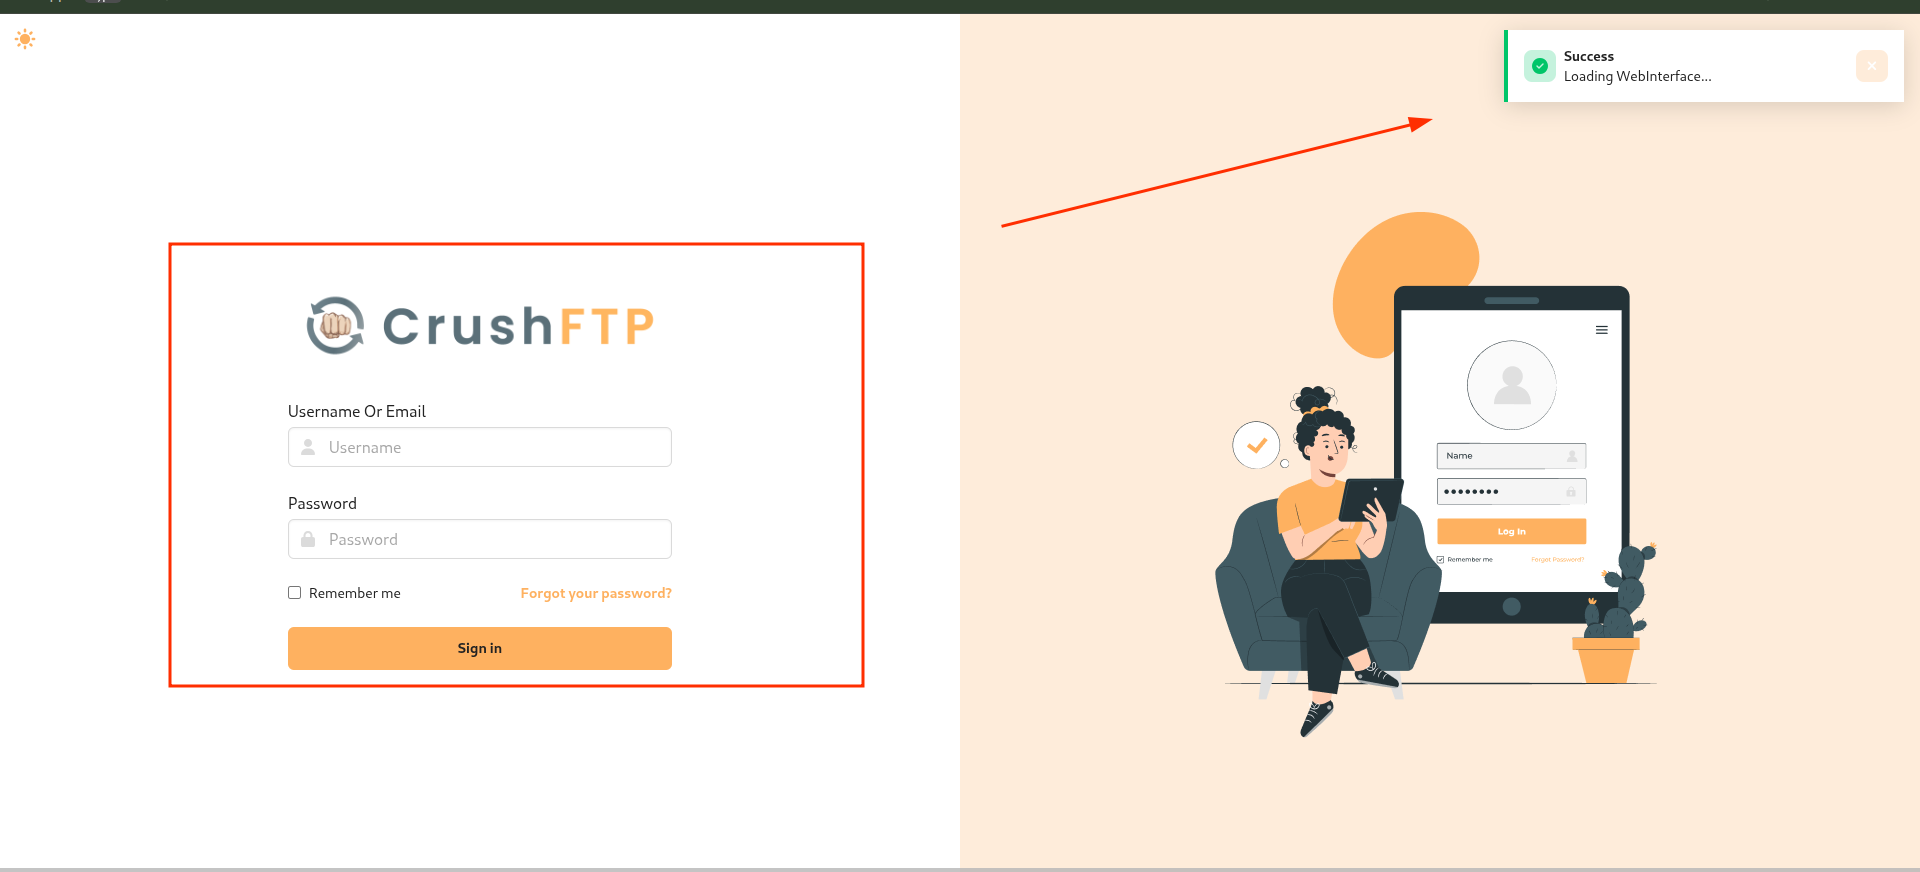 Success
Loading WebInterface...
CrushFTP
Username Or Email
Username
Password
Password
Remember me
Forgot your password?
Sign in
Name
Log In
Remember me
Forgot Password?